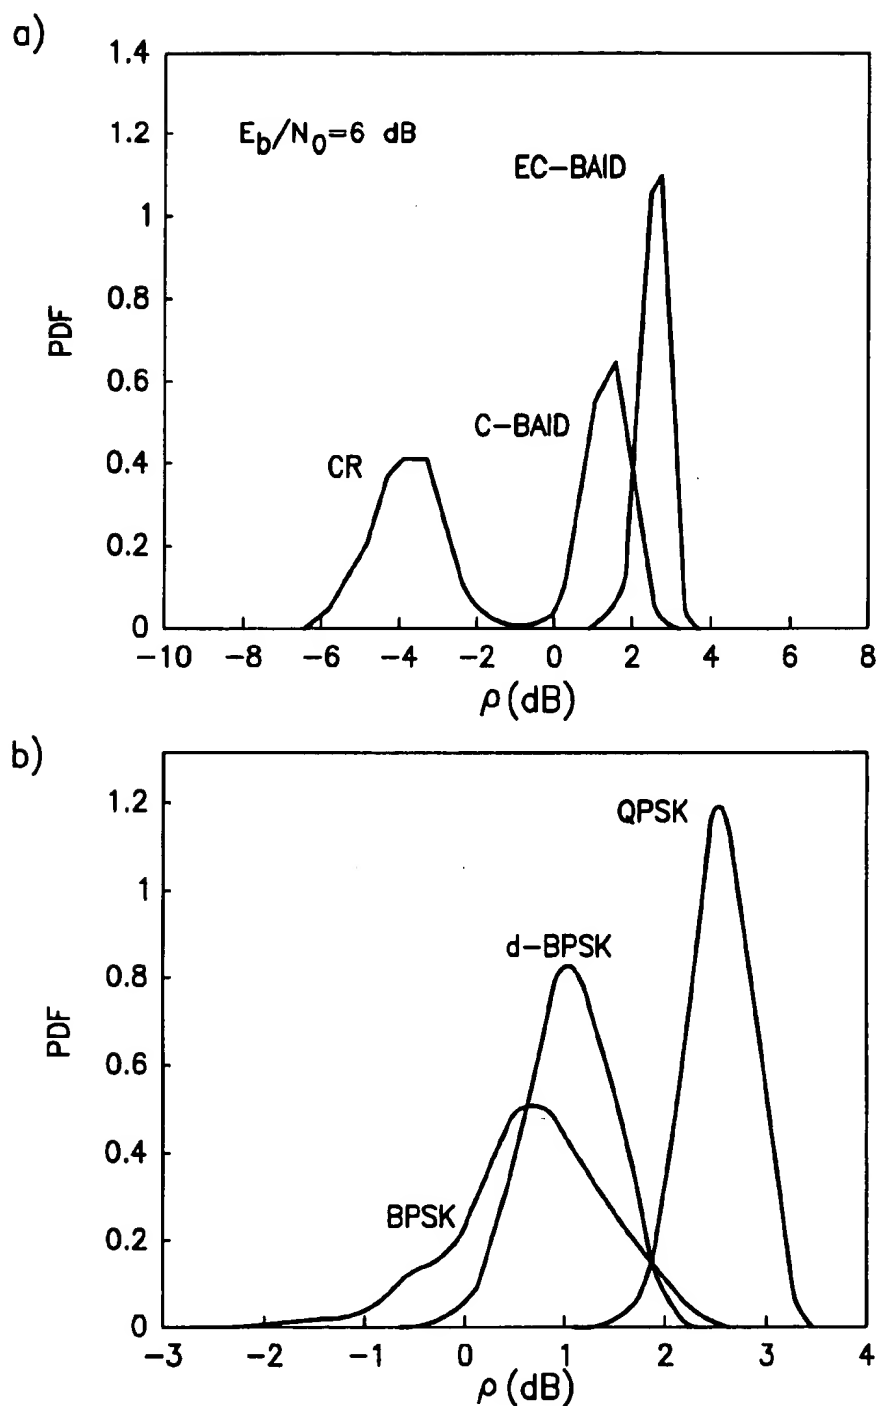 a)
1.4
1.2
1
0.8
0.6
0.4
0.2
0
PDF
E_b/N_0=6 dB
EC-BAID
C-BAID
CR
-10 -8 -6 -4 -2 0 2 4 6 8
ρ(dB)
b)
1.2
1
0.8
0.6
0.4
0.2
0
PDF
QPSK
d-BPSK
BPSK
-3 -2 -1 0 1 2 3 4
ρ(dB)